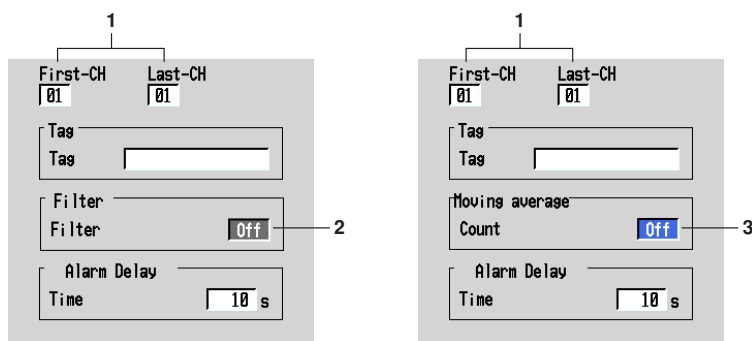 1
First-CH Last-CH
01 01
Tag
Tag
Filter
Filter Off 2
Alarm Delay
Time 10 s
1
First-CH Last-CH
01 01
Tag
Tag
Moving average
Count Off 3
Alarm Delay
Time 10 s